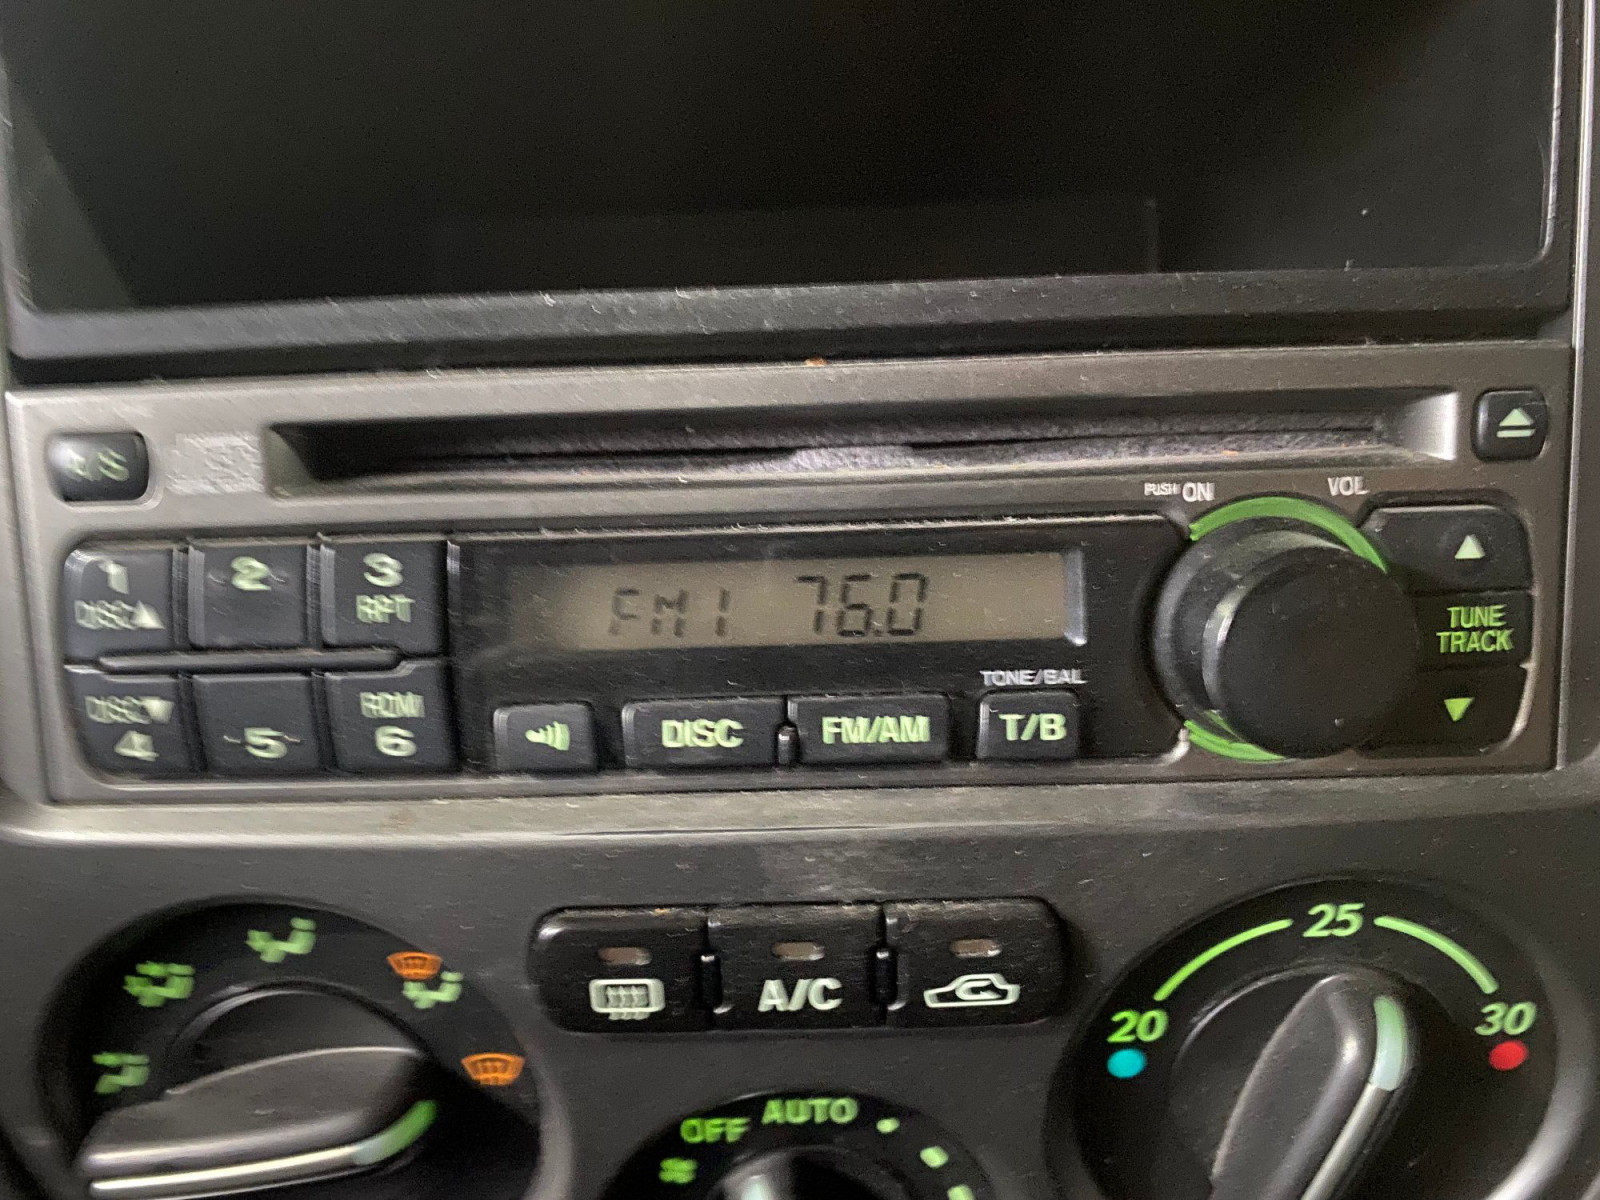 A/S
PUSH ON
VOL
1
DISC▲
2
3
RPT
FM1 76.0
TUNE
TRACK
DISC▼
4
5
RDM
6
DISC
FM/AM
TONE/BAL
T/B
A/C
20
25
30
OFF
AUTO